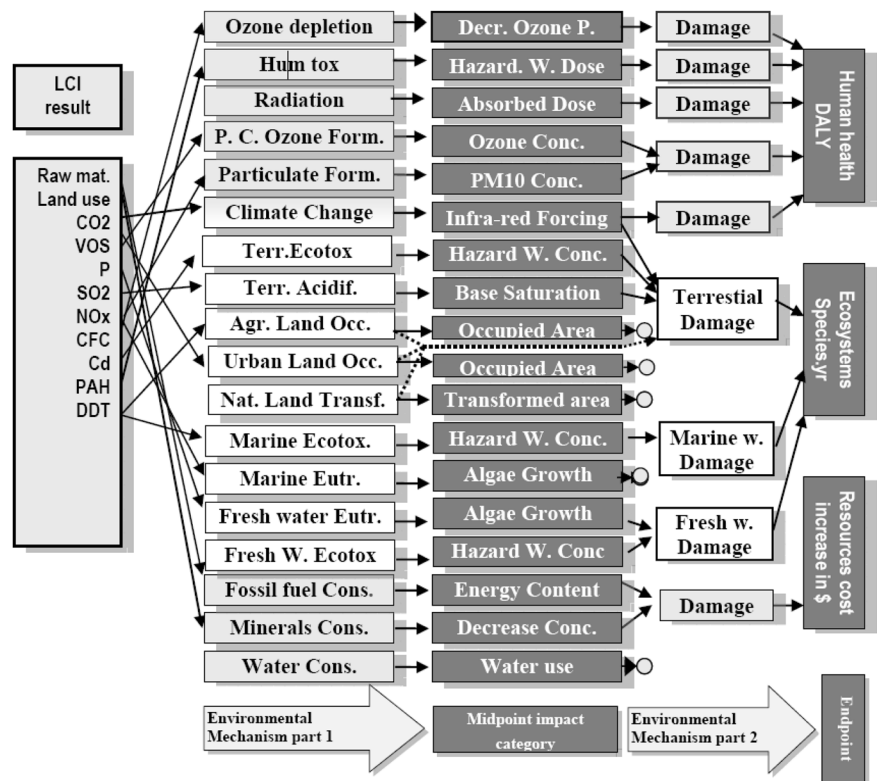 LCI
result
Raw mat.
Land use
CO2
VOS
P
SO2
NOx
CFC
Cd
PAH
DDT
Ozone depletion
Hum tox
Radiation
P. C. Ozone Form.
Particulate Form.
Climate Change
Terr.Ecotox
Terr. Acidif.
Agr. Land Occ.
Urban Land Occ.
Nat. Land Transf.
Marine Ecotox.
Marine Eutr.
Fresh water Eutr.
Fresh W. Ecotox
Fossil fuel Cons.
Minerals Cons.
Water Cons.
Decr. Ozone P.
Hazard. W. Dose
Absorbed Dose
Ozone Conc.
PM10 Conc.
Infra-red Forcing
Hazard W. Conc.
Base Saturation
Occupied Area
Occupied Area
Transformed area
Hazard W. Conc.
Algae Growth
Algae Growth
Hazard W. Conc
Energy Content
Decrease Conc.
Water use
Damage
Damage
Damage
Damage
Damage
Terrestial
Damage
Marine w.
Damage
Fresh w.
Damage
Damage
Human health
DALY
Ecosystems
Species.yr
Resources cost
increase in $
Environmental
Mechanism part 1
Midpoint impact
category
Environmental
Mechanism part 2
Endpoint